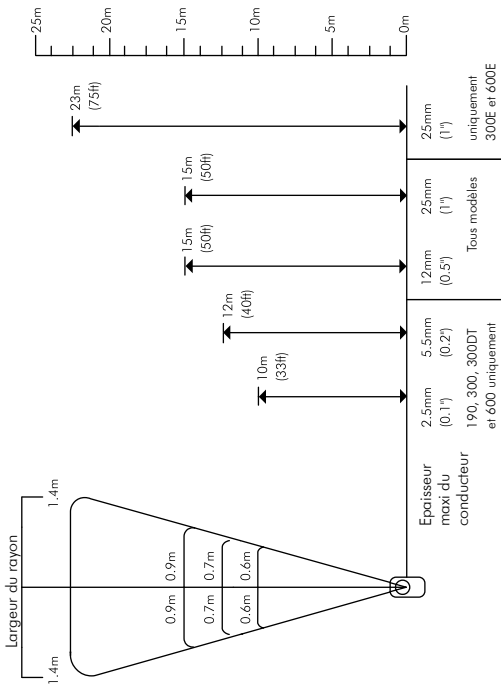 Largeur du rayon
1.4m
1.4m
0.9m
0.9m
0.7m
0.7m
0.6m
0.6m
10m
(33ft)
12m
(40ft)
15m
(50ft)
15m
(50ft)
23m
(75ft)
25m
20m
15m
10m
5m
0m
Epaisseur
maxi du
conducteur
2.5mm
(0.1")
5.5mm
(0.2")
190, 300, 300DT
et 600 uniquement
12mm
(0.5")
25mm
(1")
Tous modèles
25mm
(1")
uniquement
300E et 600E